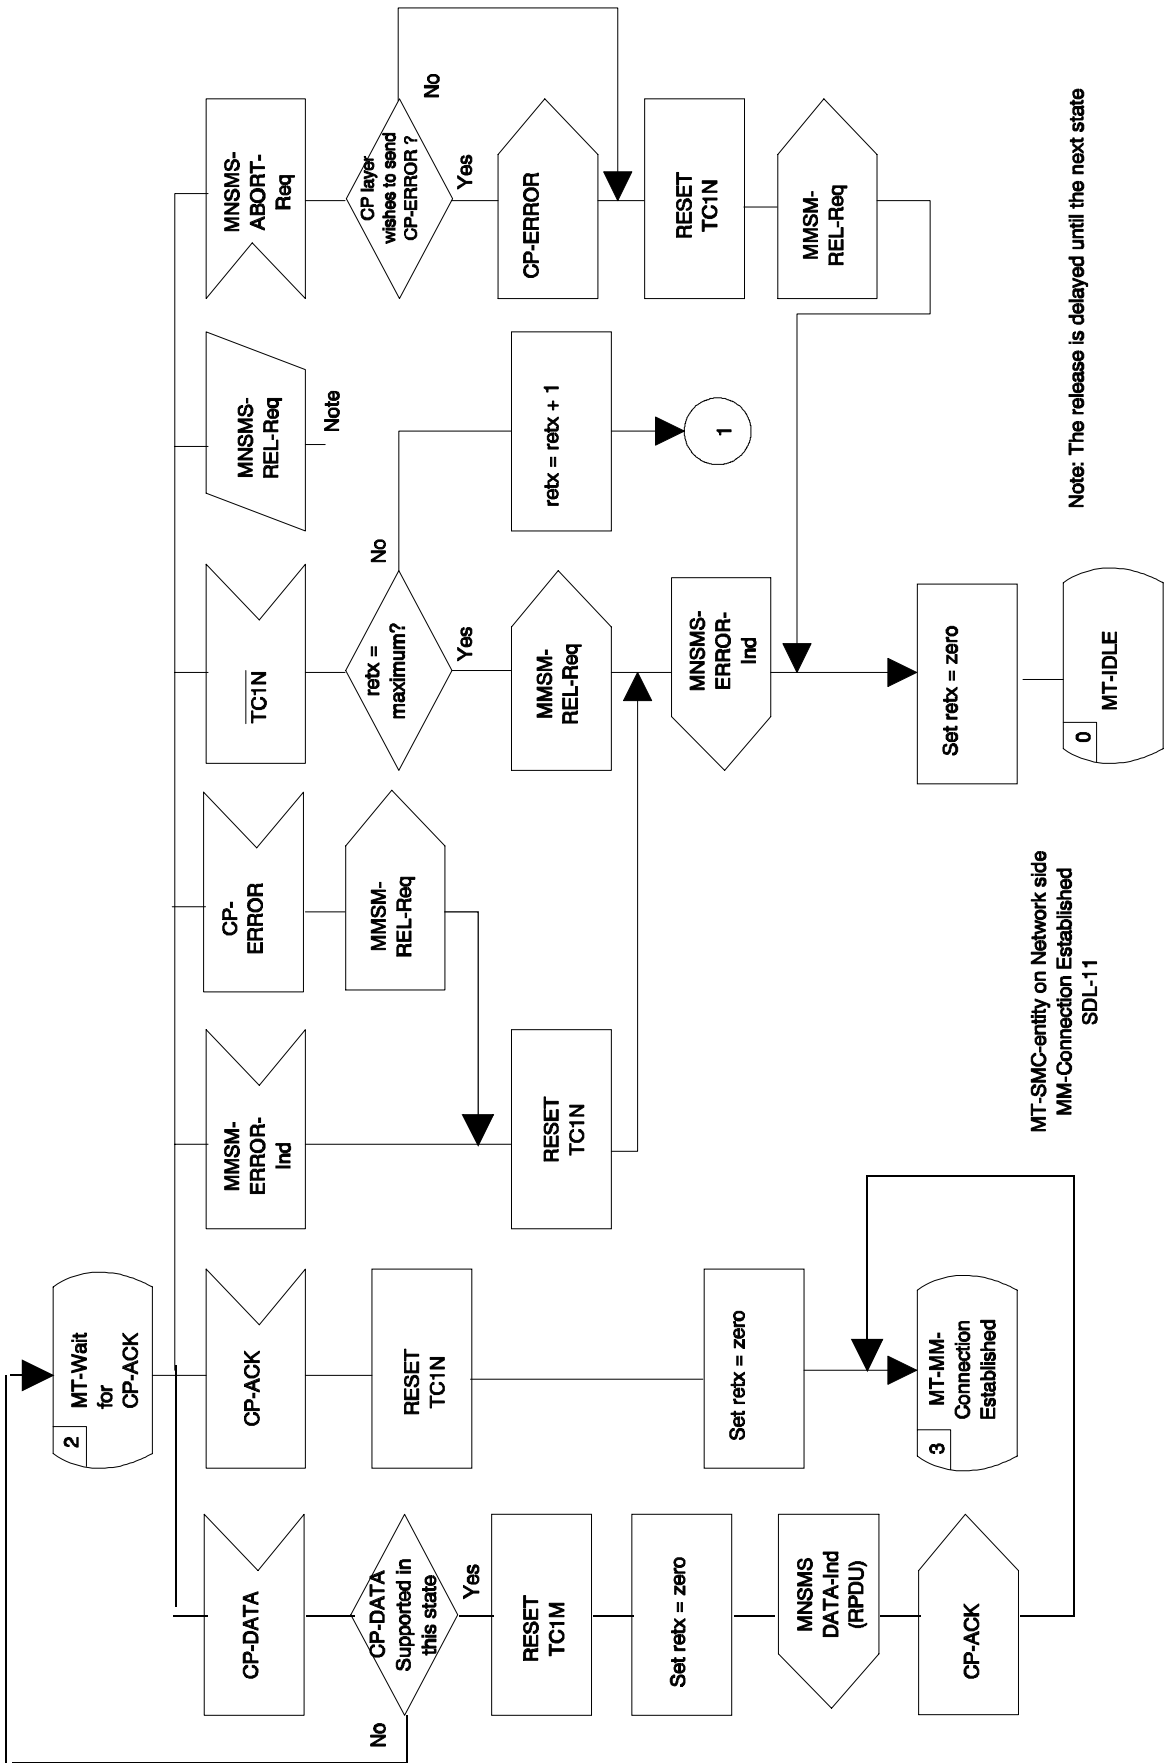 2
MT-Wait
for
CP-ACK
CP-DATA
CP-DATA
Supported in
this state
No
Yes
RESET
TC1M
Set retx = zero
MNSMS
DATA-Ind
(RPDU)
CP-ACK
CP-ACK
RESET
TC1N
Set retx = zero
3
MT-MM-
Connection
Established
MMSM-
ERROR-
Ind
RESET
TC1N
CP-
ERROR
MMSM-
REL-Req
TC1N
retx =
maximum?
No
Yes
MMSM-
REL-Req
MNSMS-
ERROR-
Ind
Set retx = zero
0
MT-IDLE
retx = retx + 1
1
MNSMS-
REL-Req
Note
MNSMS-
ABORT-
Req
CP layer
wishes to send
CP-ERROR ?
No
Yes
CP-ERROR
RESET
TC1N
MMSM-
REL-Req
Note: The release is delayed until the next state
MT-SMC-entity on Network side
MM-Connection Established
SDL-11